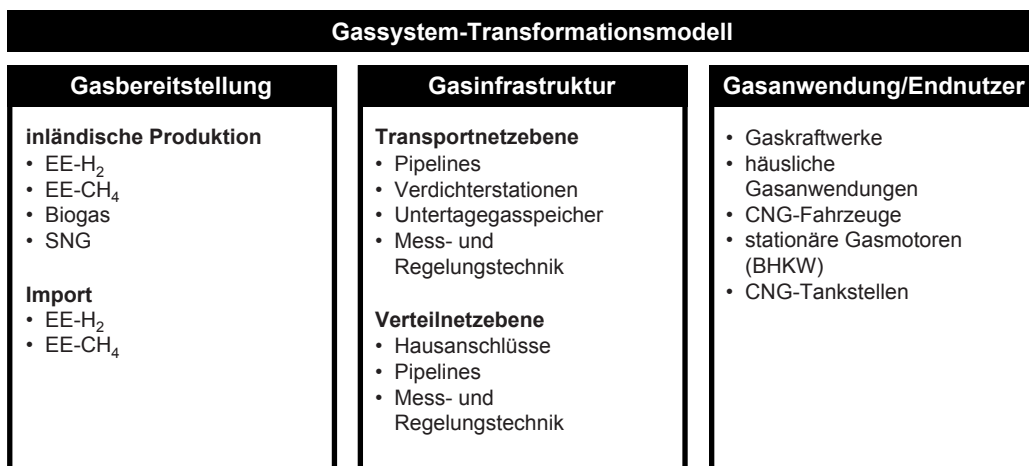 Gassystem-Transformationsmodell
Gasbereitstellung
inländische Produktion
• EE-H₂
• EE-CH₄
• Biogas
• SNG
Import
• EE-H₂
• EE-CH₄
Gasinfrastruktur
Transportnetzebene
• Pipelines
• Verdichterstationen
• Untertagegasspeicher
• Mess- und
Regelungstechnik
Verteilnetzebene
• Hausanschlüsse
• Pipelines
• Mess- und
Regelungstechnik
Gasanwendung/Endnutzer
• Gaskraftwerke
• häusliche
Gasanwendungen
• CNG-Fahrzeuge
• stationäre Gasmotoren
(BHKW)
• CNG-Tankstellen